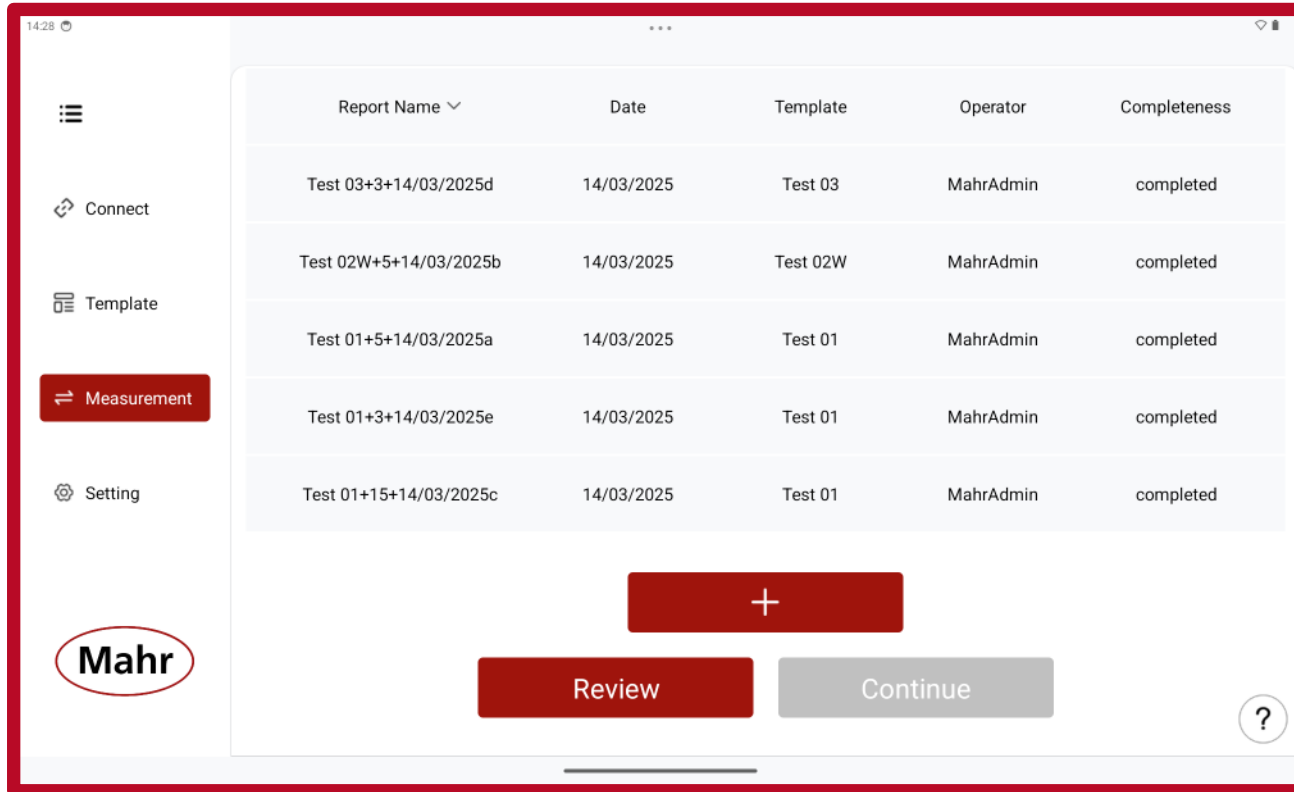 14:28
Report Name Date Template Operator Completeness
Test 03+3+14/03/2025d 14/03/2025 Test 03 MahrAdmin completed
Connect
Test 02W+5+14/03/2025b 14/03/2025 Test 02W MahrAdmin completed
Template
Test 01+5+14/03/2025a 14/03/2025 Test 01 MahrAdmin completed
Measurement
Test 01+3+14/03/2025e 14/03/2025 Test 01 MahrAdmin completed
Setting
Test 01+15+14/03/2025c 14/03/2025 Test 01 MahrAdmin completed
+
Mahr
Review Continue
?